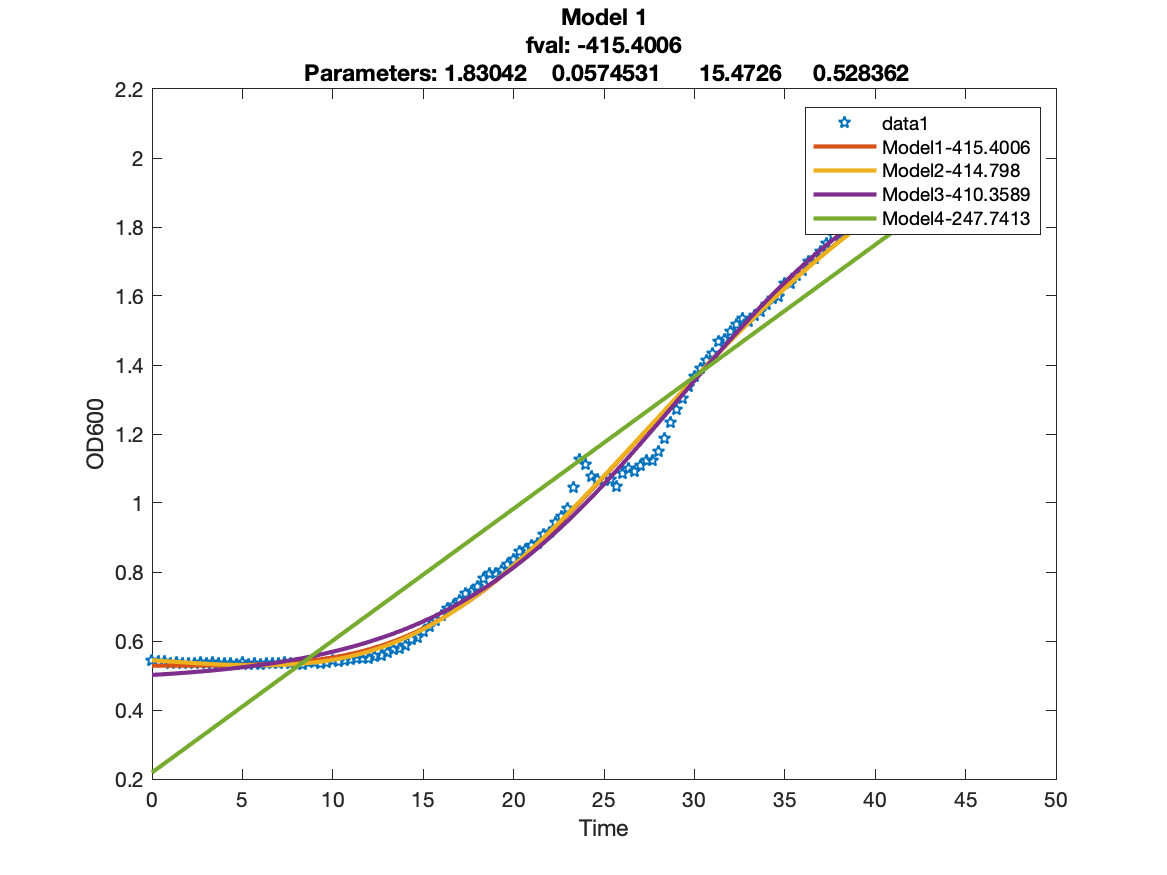 Model 1
fval: -415.4006
Parameters: 1.83042 0.0574531 15.4726 0.528362
2.2
2
1.8
1.6
1.4
1.2
1
0.8
0.6
0.4
0.2
OD600
data1
Model1-415.4006
Model2-414.798
Model3-410.3589
Model4-247.7413
0 5 10 15 20 25 30 35 40 45 50
Time